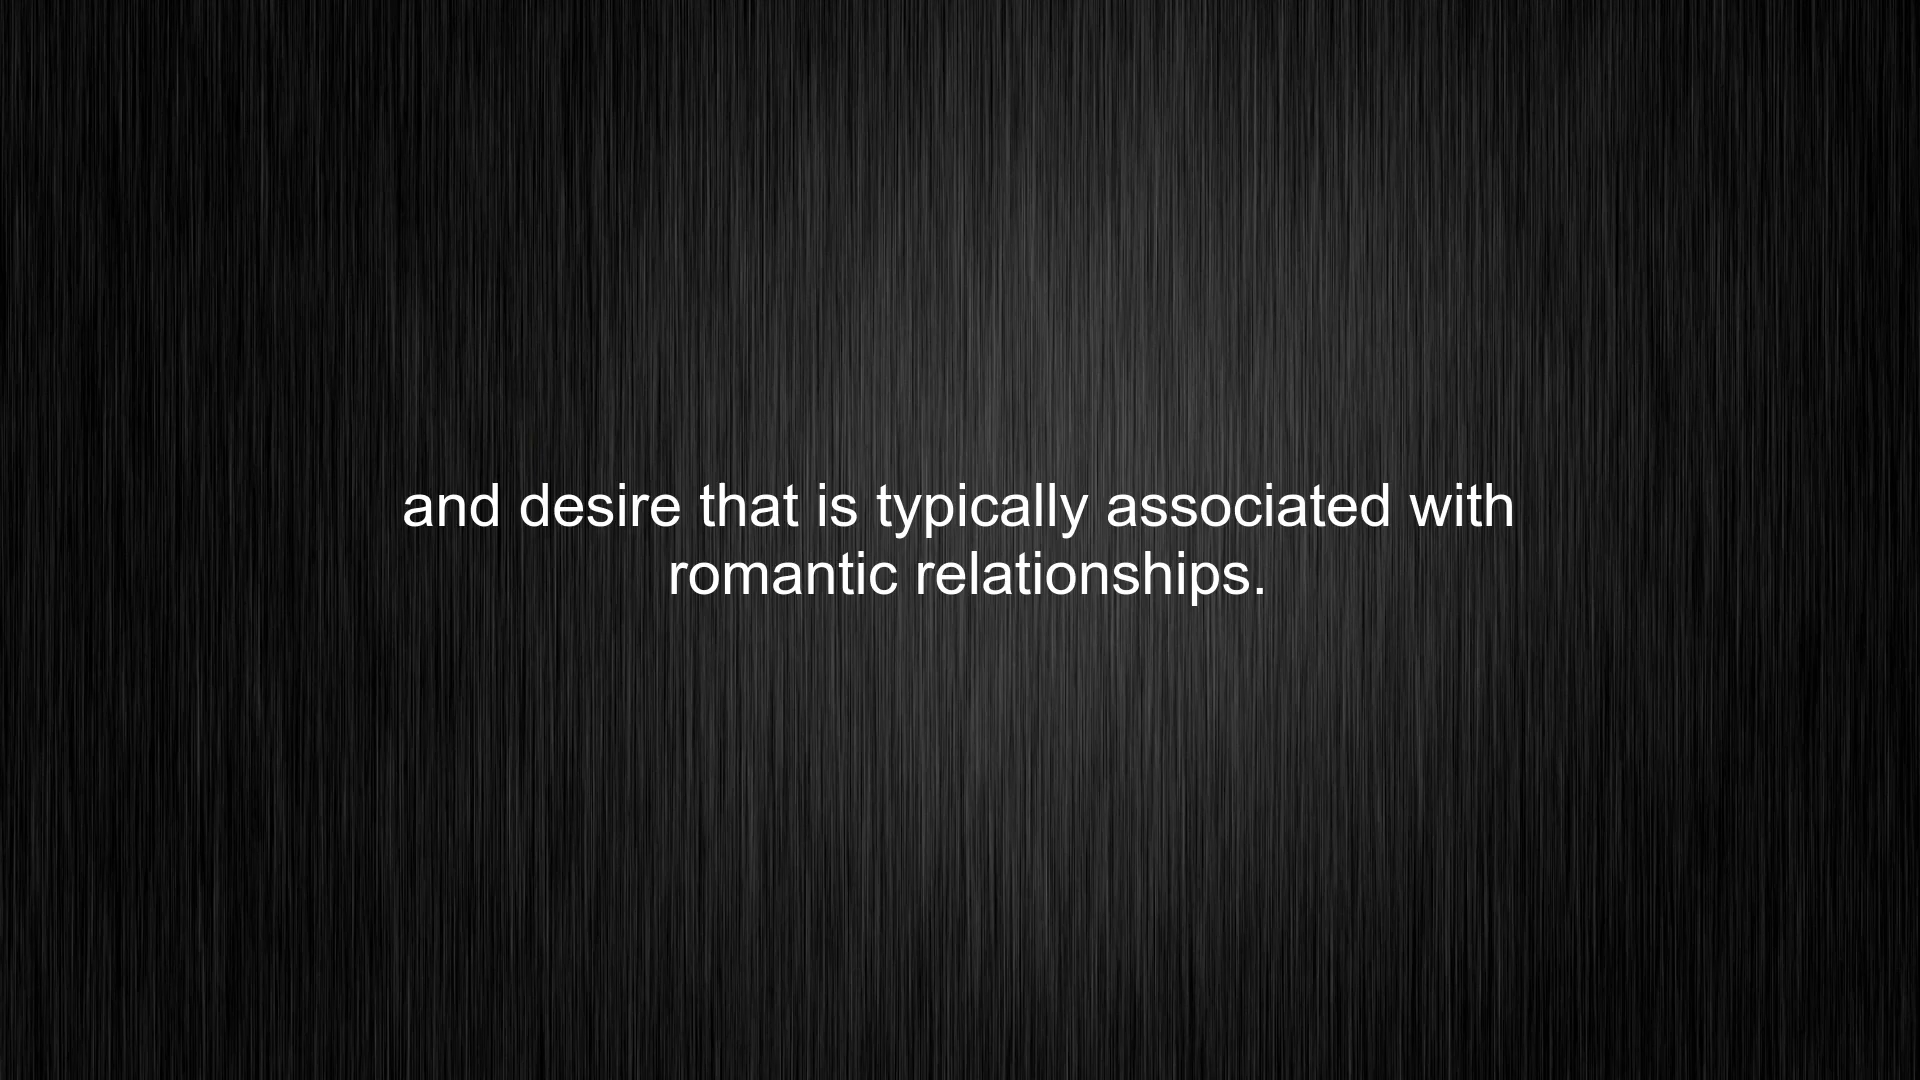 and desire that is typically associated with
romantic relationships.